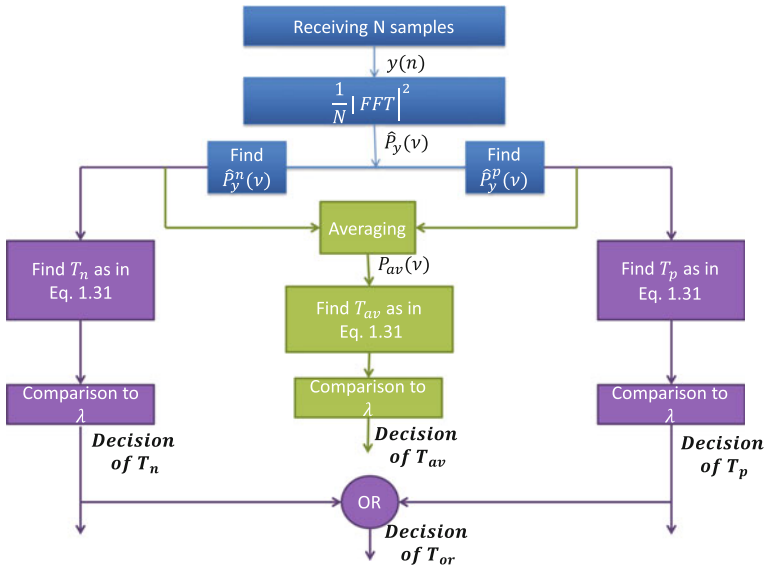 Receiving N samples
y(n)
1/N |FFT|²
P̂_y(ν)
Find
P̂_y^n(ν)
Find
P̂_y^p(ν)
Averaging
P_av(ν)
Find T_n as in
Eq. 1.31
Find T_av as in
Eq. 1.31
Find T_p as in
Eq. 1.31
Comparison to
λ
Comparison to
λ
Comparison to
λ
Decision
of T_n
Decision
of T_av
Decision
of T_p
OR
Decision
of T_or